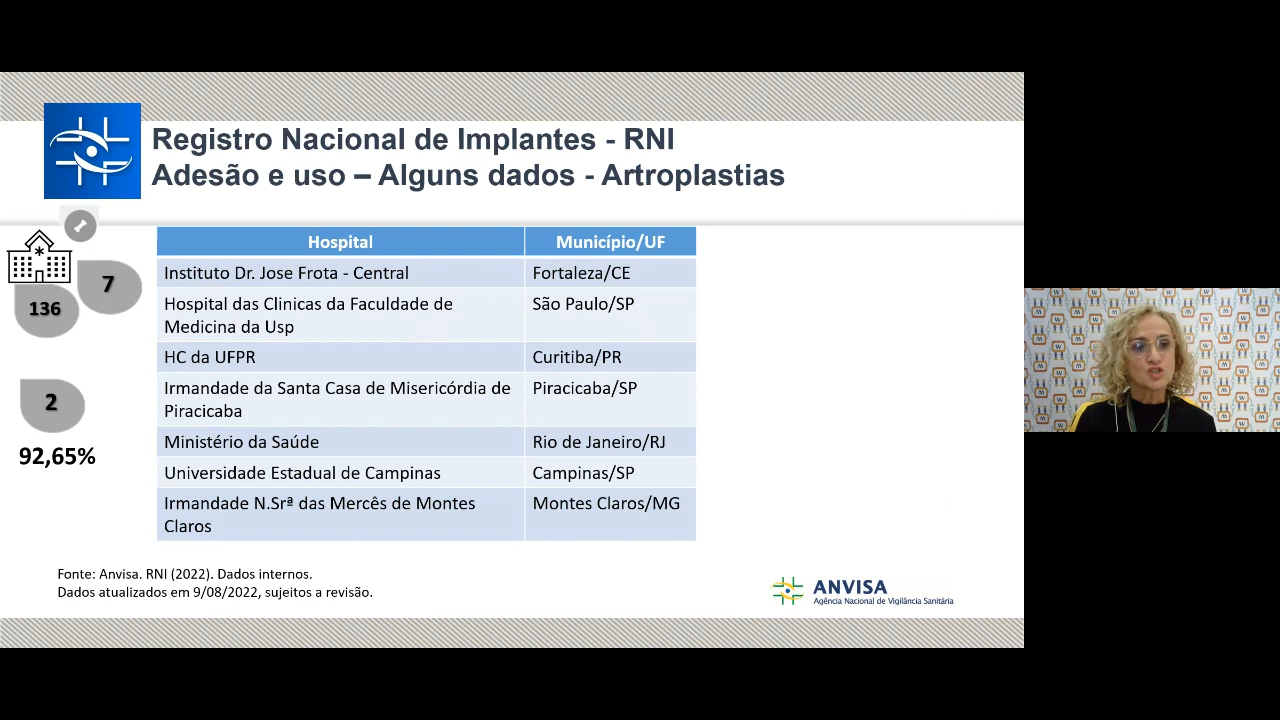 Registro Nacional de Implantes - RNI
Adesão e uso – Alguns dados - Artroplastias
7
136
2
92,65%
Hospital Município/UF
Instituto Dr. Jose Frota - Central Fortaleza/CE
Hospital das Clinicas da Faculdade de São Paulo/SP
Medicina da Usp
HC da UFPR Curitiba/PR
Irmandade da Santa Casa de Misericórdia de Piracicaba/SP
Piracicaba
Ministério da Saúde Rio de Janeiro/RJ
Universidade Estadual de Campinas Campinas/SP
Irmandade N.Srª das Mercês de Montes Montes Claros/MG
Claros
Fonte: Anvisa. RNI (2022). Dados internos.
Dados atualizados em 9/08/2022, sujeitos a revisão.
ANVISA
Agência Nacional de Vigilância Sanitária